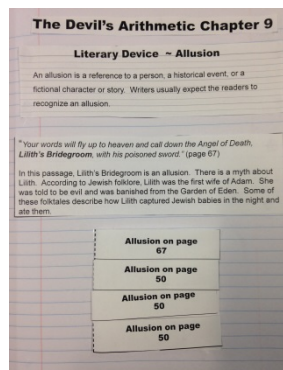 The Devil's Arithmetic Chapter 9
Literary Device ~ Allusion
An allusion is a reference to a person, a historical event, or a
fictional character or story. Writers usually expect the readers to
recognize an allusion.
"Your words will fly up to heaven and call down the Angel of Death,
Lilith's Bridegroom, with his poisoned sword." (page 67)
In this passage, Lilith's Bridegroom is an allusion. There is a myth about
Lilith. According to Jewish folklore, Lilith was the first wife of Adam. She
was told to be evil and was banished from the Garden of Eden. Some of
these folktales describe how Lilith captured Jewish babies in the night and
ate them.
Allusion on page
67
Allusion on page
50
Allusion on page
50
Allusion on page
50